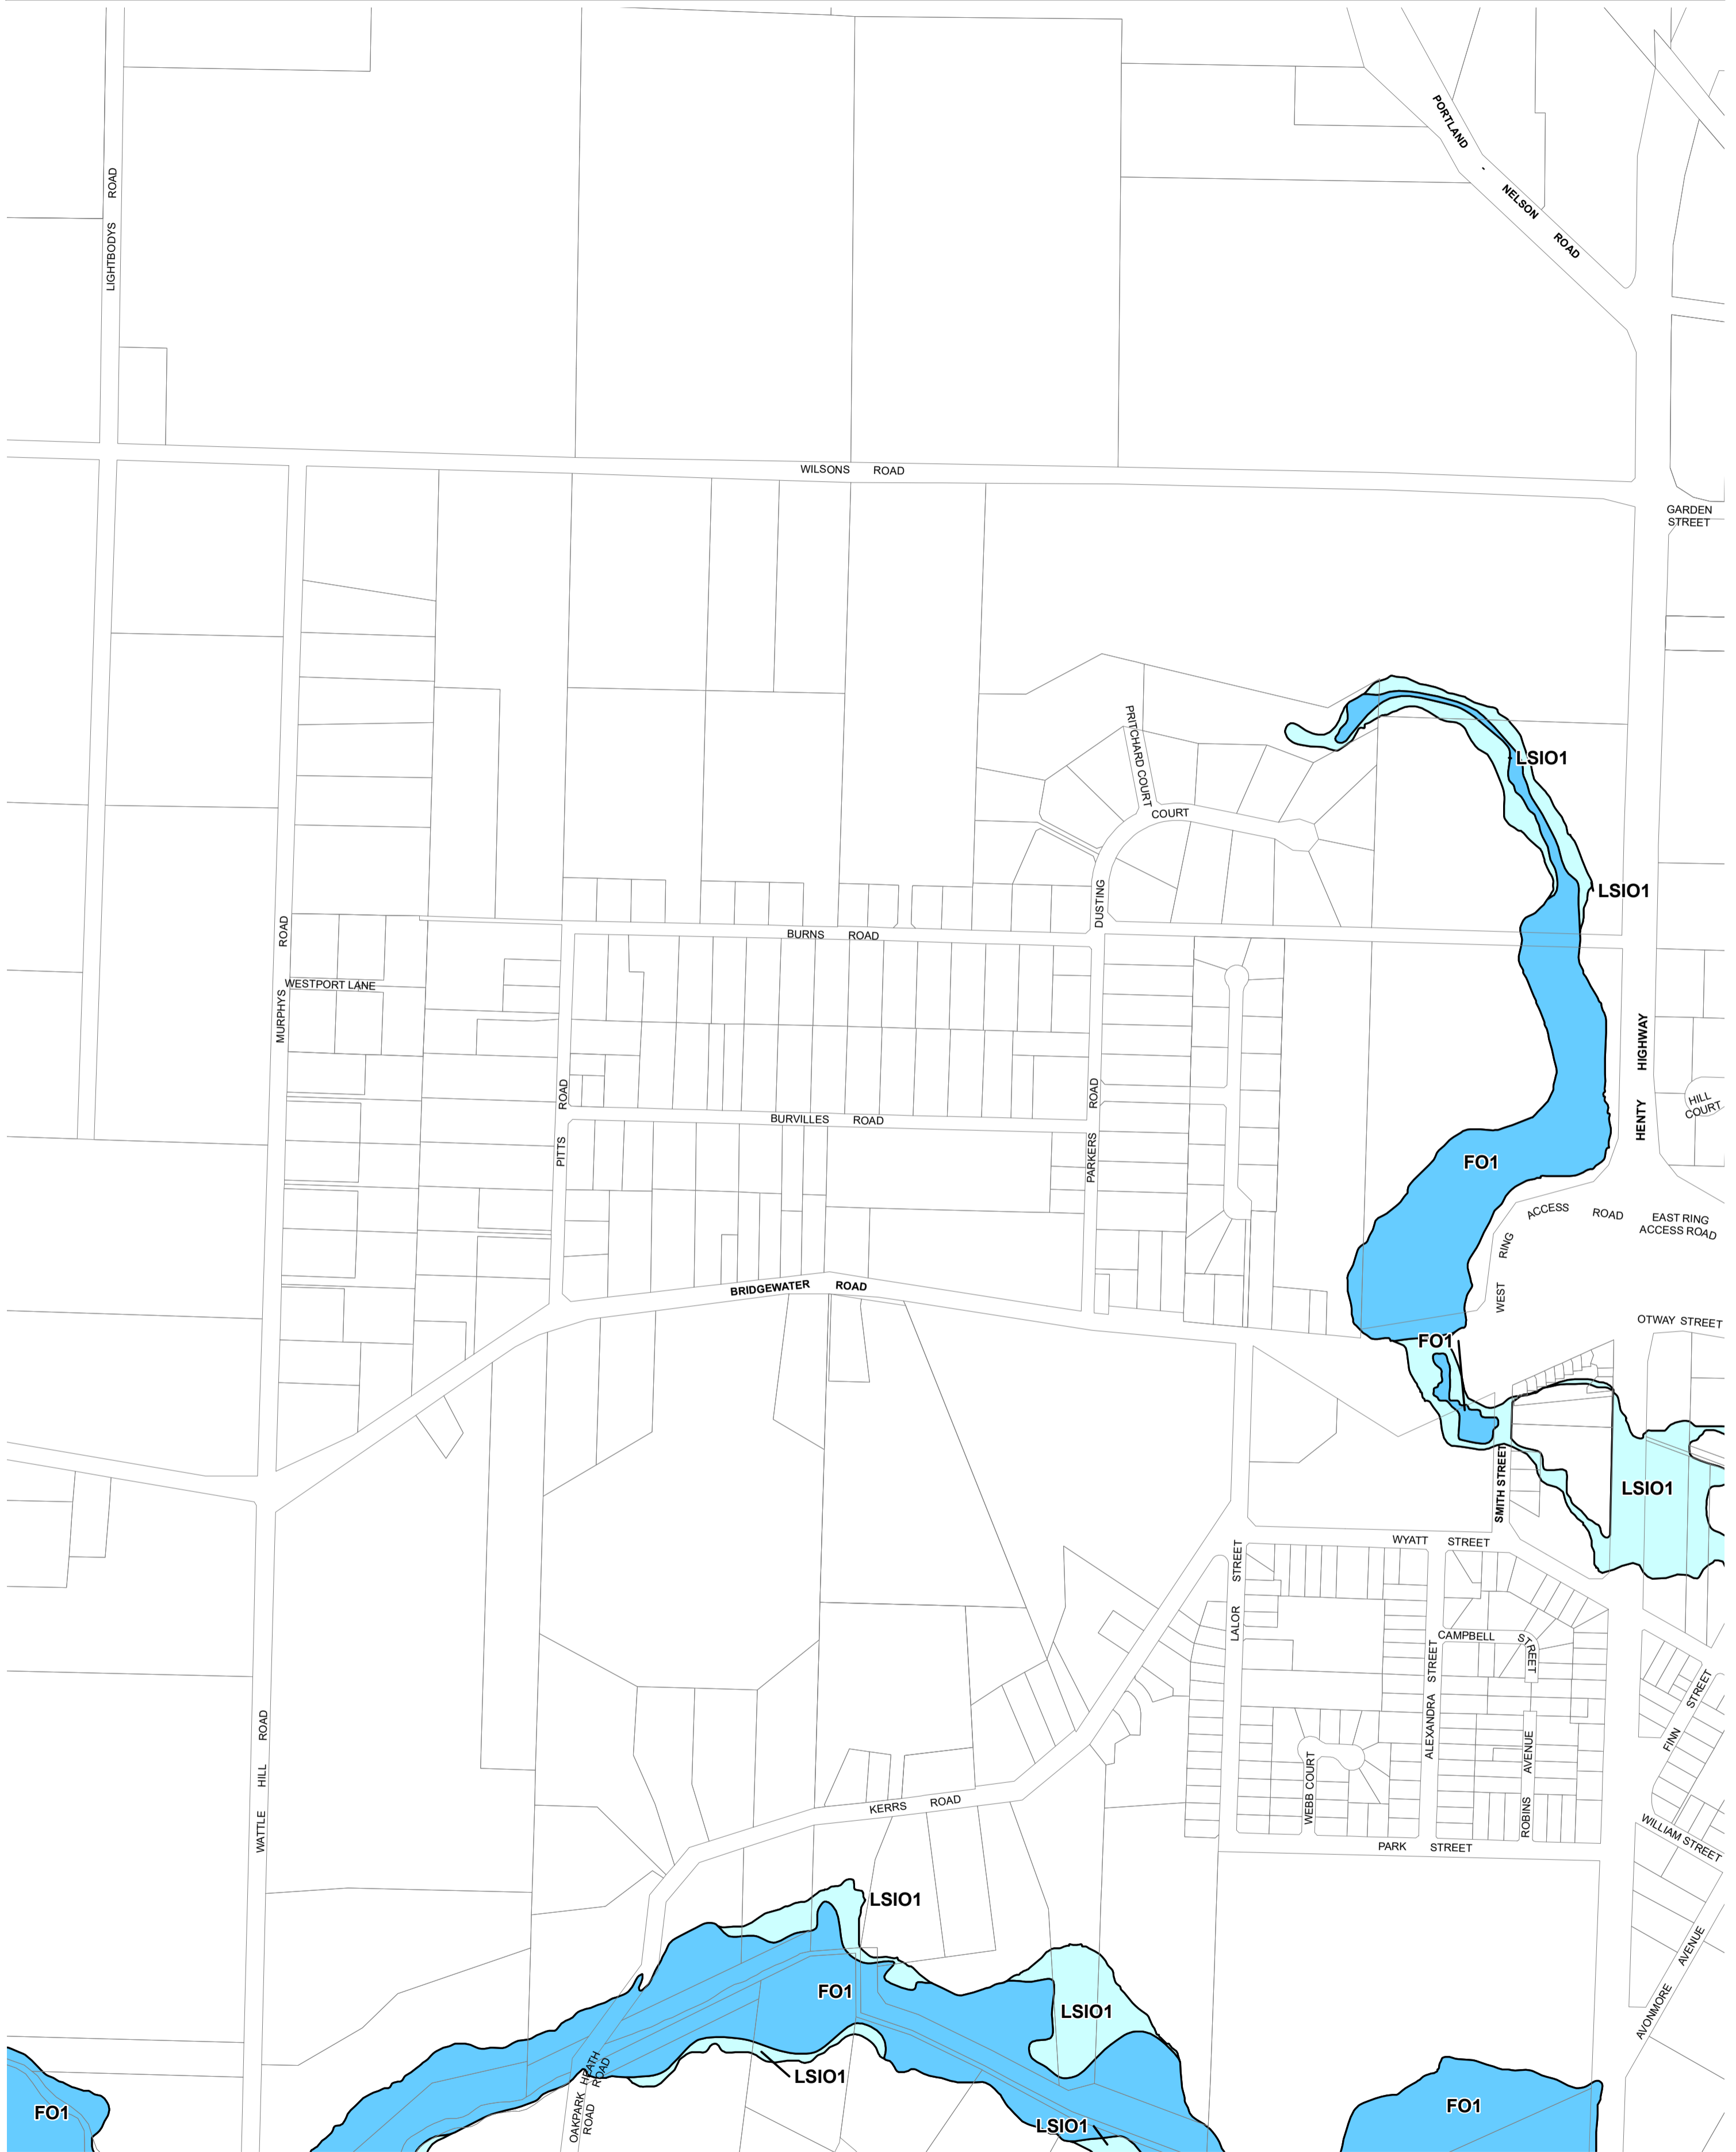 PORTLAND - NELSON ROAD
LIGHTBODYS ROAD
WILSONS ROAD
GARDEN
STREET
PRITCHARD COURT
LSIO1
COURT
DUSTING
LSIO1
BURNS ROAD
MURPHYS ROAD
WESTPORT LANE
HENTY HIGHWAY
HILL
COURT
PITTS ROAD
PARKERS ROAD
BURVILLES ROAD
FO1
ACCESS ROAD
EAST RING
ACCESS ROAD
WEST RING
BRIDGEWATER ROAD
OTWAY STREET
FO1
LSIO1
SMITH STREET
WYATT STREET
LALOR STREET
CAMPBELL STREET
ALEXANDRA STREET
FINN STREET
WATTLE HILL ROAD
WEBB COURT
ROBINS AVENUE
KERRS ROAD
WILLIAM STREET
PARK STREET
LSIO1
AVONMORE AVENUE
FO1
LSIO1
OAKPARK ROAD
HEATH ROAD
LSIO1
FO1
FO1
LSIO1